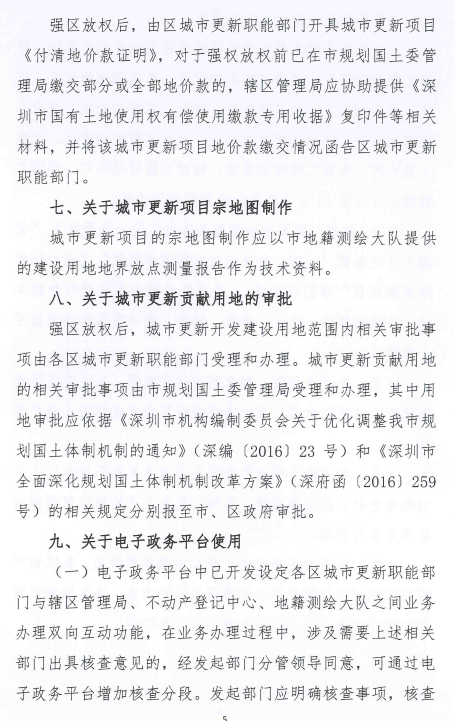 强区放权后，由区城市更新职能部门开具城市更新项目
《付清地价款证明》，对于强权放权前已在市规划国土委管
理局缴交部分或全部地价款的，辖区管理局应协助提供《深
圳市国有土地使用权有偿使用缴款专用收据》复印件等相关
材料，并将该城市更新项目地价款缴交情况函告区城市更新
职能部门。
七、关于城市更新项目宗地图制作
城市更新项目的宗地图制作应以市地籍测绘大队提供
的建设用地地界放点测量报告作为技术资料。
八、关于城市更新贡献用地的审批
强区放权后，城市更新开发建设用地范围内相关审批事
项由各区城市更新职能部门受理和办理。城市更新贡献用地
的相关审批事项由市规划国土委管理局受理和办理，其中用
地审批应依据《深圳市机构编制委员会关于优化调整我市规
划国土体制机制的通知》（深编〔2016〕23 号）和《深圳市
全面深化规划国土体制机制改革方案》（深府函〔2016〕259
号）的相关规定分别报至市、区政府审批。
九、关于电子政务平台使用
（一）电子政务平台中已开发设定各区城市更新职能部
门与辖区管理局、不动产登记中心、地籍测绘大队之间业务
办理双向互动功能，在业务办理过程中，涉及需要上述相关
部门出具核查意见的，经发起部门分管领导同意，可通过电
子政务平台增加核查分段。发起部门应明确核查事项，核查
5